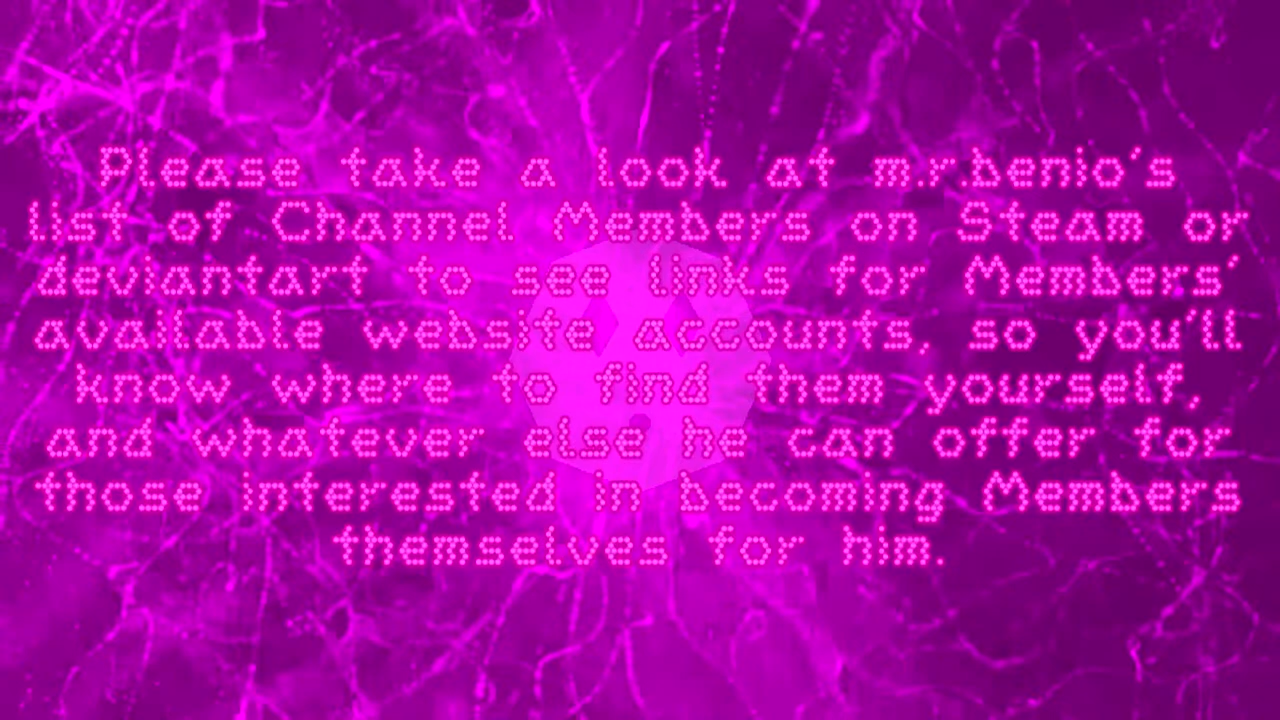 Please take a look at m.r.benio's
list of Channel Members on Steam or
deviantart to see links for Members'
available website accounts, so you'll
know where to find them yourself,
and whatever else he can offer for
those interested in becoming Members
themselves for him.